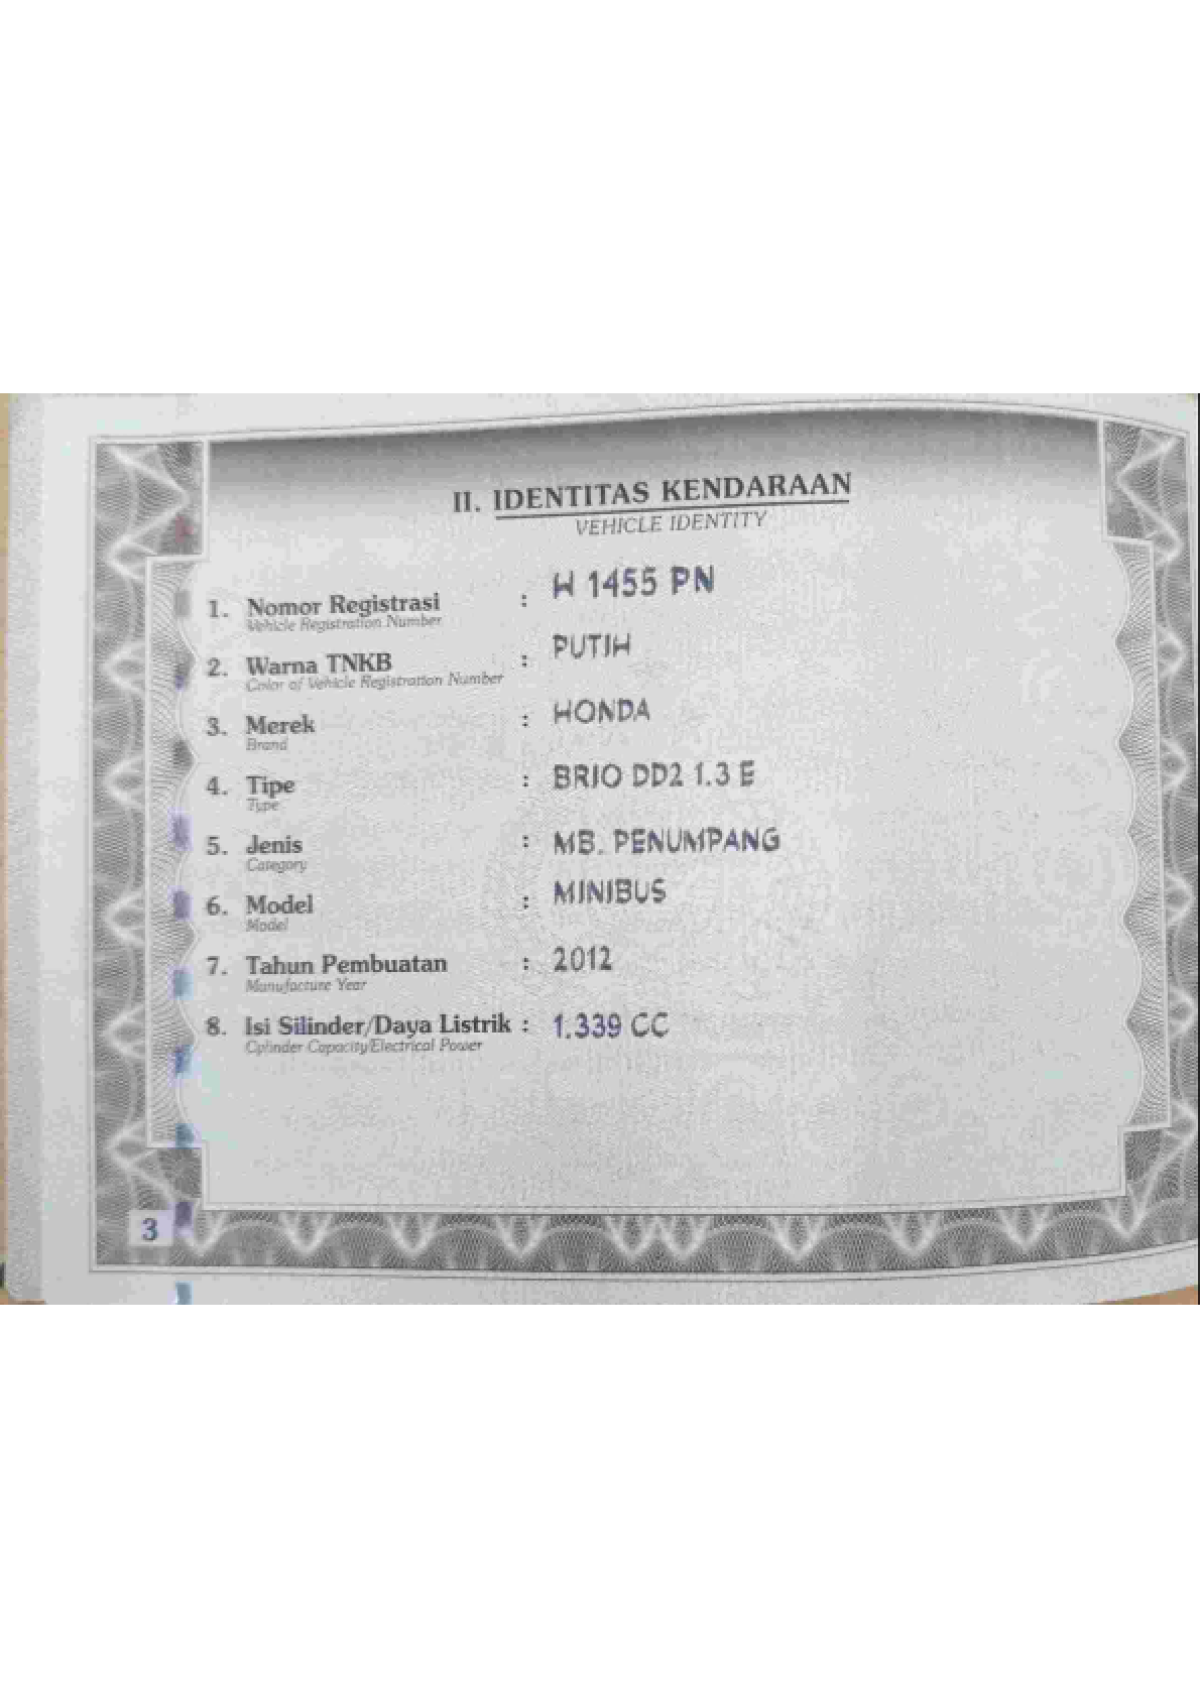 II. IDENTITAS KENDARAAN
VEHICLE IDENTITY
1. Nomor Registrasi : H 1455 PN
Vehicle Registration Number
2. Warna TNKB : PUTIH
Color of Vehicle Registration Number
3. Merek : HONDA
Brand
4. Tipe : BRIO DD2 1.3 E
Type
5. Jenis : MB. PENUMPANG
Category
6. Model : MINIBUS
Model
7. Tahun Pembuatan : 2012
Manufacture Year
8. Isi Silinder/Daya Listrik : 1.339 CC
Cylinder Capacity/Electrical Power
3